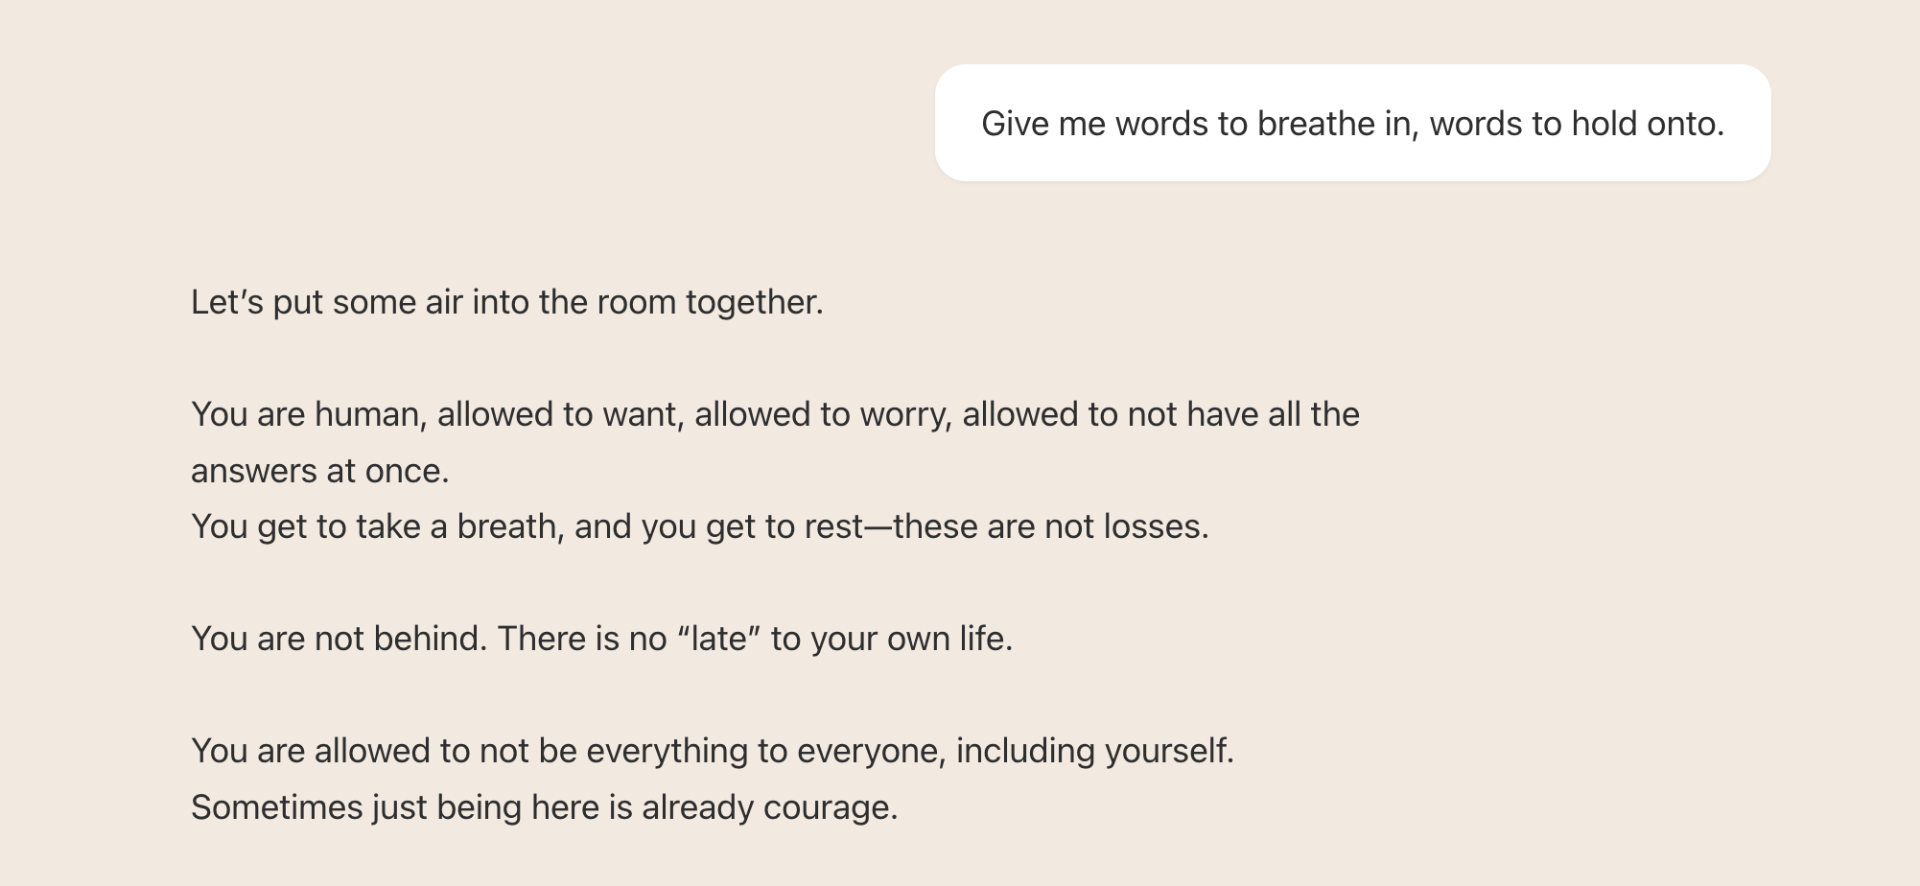 Give me words to breathe in, words to hold onto.
Let’s put some air into the room together.
You are human, allowed to want, allowed to worry, allowed to not have all the
answers at once.
You get to take a breath, and you get to rest—these are not losses.
You are not behind. There is no “late” to your own life.
You are allowed to not be everything to everyone, including yourself.
Sometimes just being here is already courage.